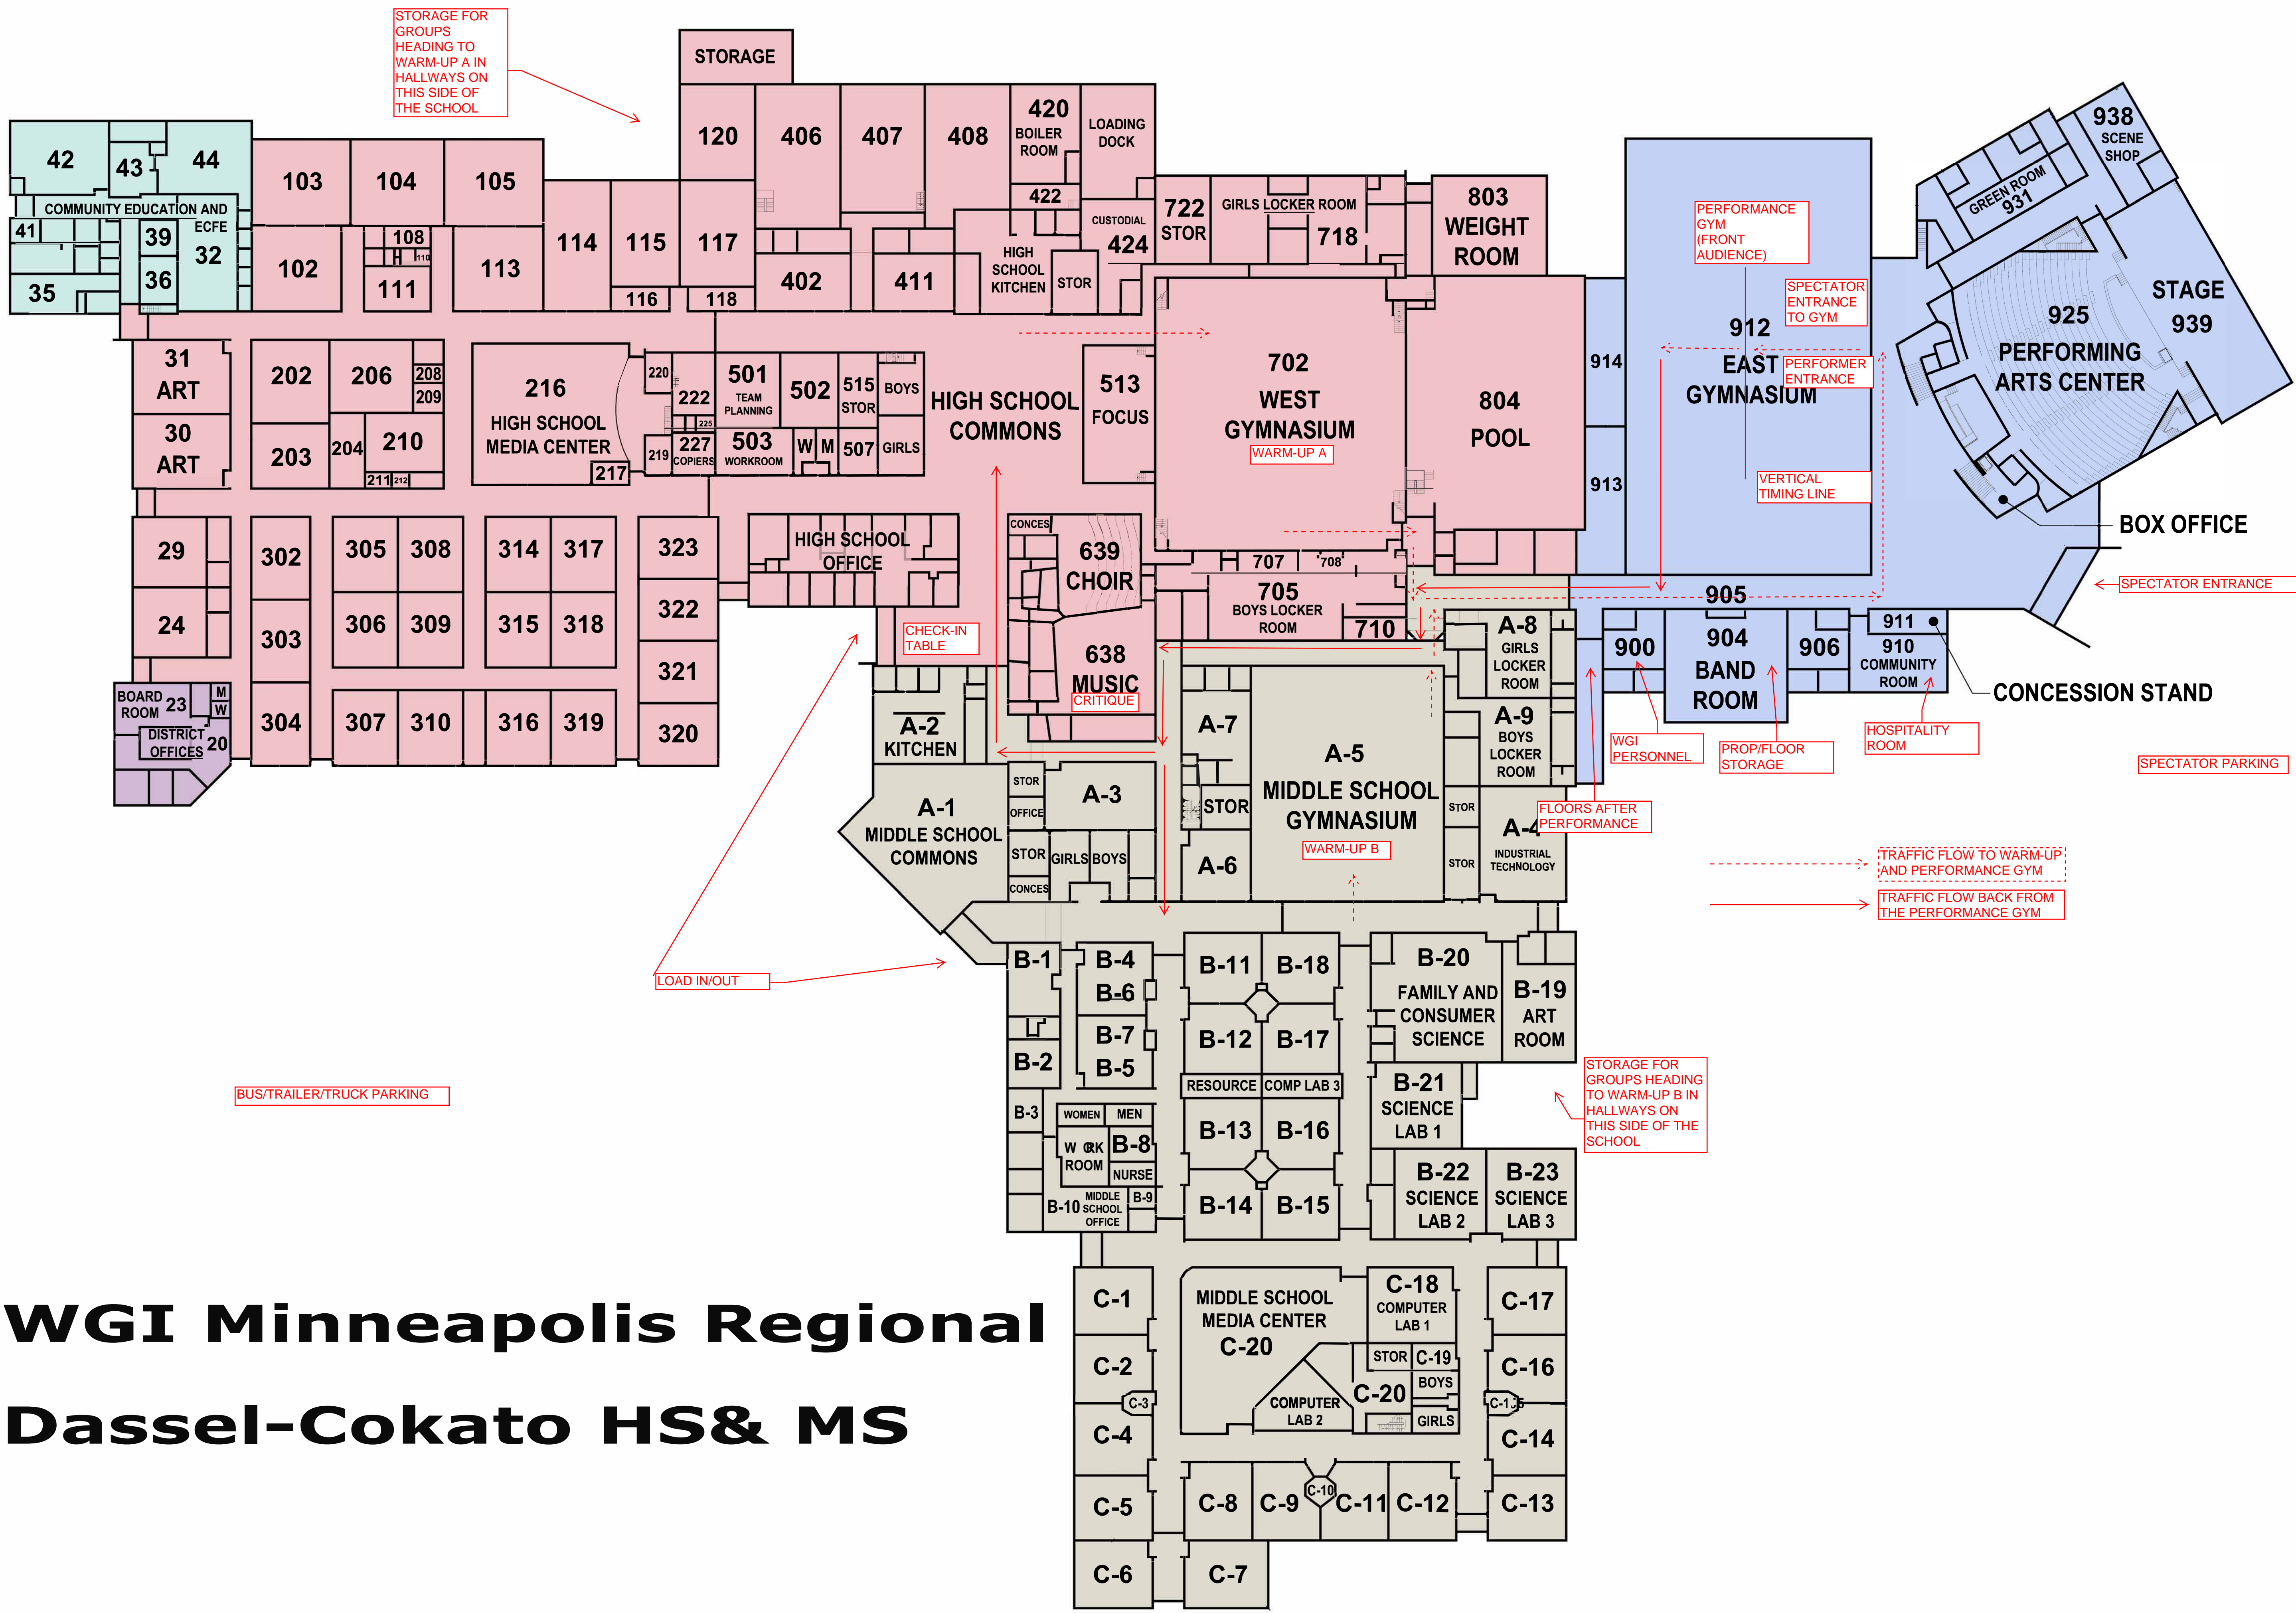 STORAGE FOR
GROUPS
HEADING TO
WARM-UP A IN
HALLWAYS ON
THIS SIDE OF
THE SCHOOL
STORAGE
120
406
407
408
420
BOILER
ROOM
422
LOADING
DOCK
CUSTODIAL
424
42
43
44
COMMUNITY EDUCATION AND
ECFE
41
39
32
36
35
103
104
105
102
108
H
110
111
113
114
115
117
116
118
402
411
HIGH
SCHOOL
KITCHEN
STOR
722
STOR
GIRLS LOCKER ROOM
718
803
WEIGHT
ROOM
PERFORMANCE
GYM
(FRONT
AUDIENCE)
SPECTATOR
ENTRANCE
TO GYM
912
EAST
GYMNASIUM
PERFORMER
ENTRANCE
VERTICAL
TIMING LINE
914
913
938
SCENE
SHOP
GREEN ROOM
931
STAGE
939
925
PERFORMING
ARTS CENTER
BOX OFFICE
SPECTATOR ENTRANCE
31
ART
30
ART
202
206
208
209
203
204
210
211
212
216
HIGH SCHOOL
MEDIA CENTER
217
220
222
225
219
227
COPIERS
501
TEAM
PLANNING
502
515
STOR
BOYS
503
WORKROOM
W
M
507
GIRLS
HIGH SCHOOL
COMMONS
513
FOCUS
702
WEST
GYMNASIUM
WARM-UP A
804
POOL
29
24
302
303
304
305
308
306
309
307
310
314
317
315
318
316
319
323
322
321
320
HIGH SCHOOL
OFFICE
CHECK-IN
TABLE
CONCES
639
CHOIR
638
MUSIC
CRITIQUE
707
708
705
BOYS LOCKER
ROOM
710
905
900
904
BAND
ROOM
906
911
910
COMMUNITY
ROOM
CONCESSION STAND
WGI
PERSONNEL
PROP/FLOOR
STORAGE
HOSPITALITY
ROOM
SPECTATOR PARKING
BOARD
ROOM
23
M
W
DISTRICT
OFFICES
20
A-2
KITCHEN
A-1
MIDDLE SCHOOL
COMMONS
STOR
OFFICE
A-3
STOR
GIRLS
BOYS
CONCES
A-7
STOR
A-6
A-5
MIDDLE SCHOOL
GYMNASIUM
WARM-UP B
A-8
GIRLS
LOCKER
ROOM
A-9
BOYS
LOCKER
ROOM
STOR
STOR
A-4
INDUSTRIAL
TECHNOLOGY
FLOORS AFTER
PERFORMANCE
TRAFFIC FLOW TO WARM-UP
AND PERFORMANCE GYM
TRAFFIC FLOW BACK FROM
THE PERFORMANCE GYM
LOAD IN/OUT
BUS/TRAILER/TRUCK PARKING
B-1
B-4
B-6
B-7
B-5
B-2
B-3
WOMEN
MEN
W ORK
ROOM
B-8
NURSE
B-10
MIDDLE
SCHOOL
OFFICE
B-9
B-11
B-18
B-12
B-17
RESOURCE
COMP LAB 3
B-13
B-16
B-14
B-15
B-20
FAMILY AND
CONSUMER
SCIENCE
B-19
ART
ROOM
B-21
SCIENCE
LAB 1
B-22
SCIENCE
LAB 2
B-23
SCIENCE
LAB 3
STORAGE FOR
GROUPS HEADING
TO WARM-UP B IN
HALLWAYS ON
THIS SIDE OF THE
SCHOOL
C-1
C-2
C-3
C-4
C-5
C-6
MIDDLE SCHOOL
MEDIA CENTER
C-20
COMPUTER
LAB 2
C-18
COMPUTER
LAB 1
STOR
C-19
BOYS
C-20
GIRLS
C-17
C-16
C-15
C-14
C-13
C-8
C-9
C-10
C-11
C-12
C-7
WGI Minneapolis Regional
Dassel-Cokato HS& MS